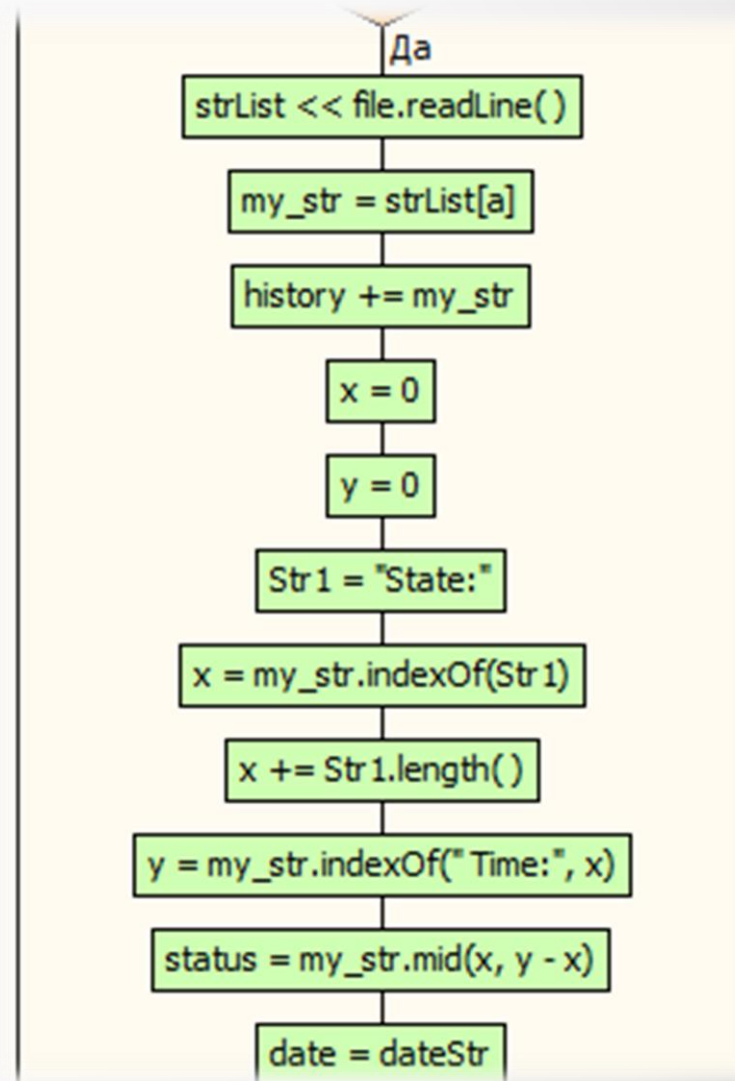 Да
strList << file.readLine()
my_str = strList[a]
history += my_str
x = 0
y = 0
Str1 = "State:"
x = my_str.indexOf(Str1)
x += Str1.length()
y = my_str.indexOf(" Time:", x)
status = my_str.mid(x, y - x)
date = dateStr